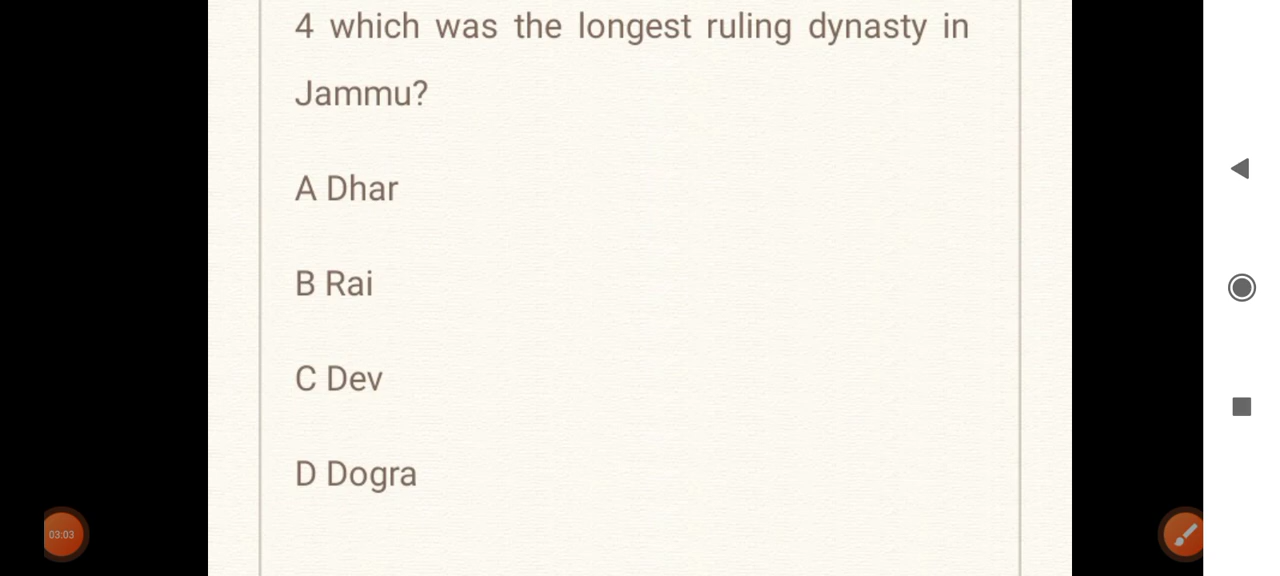 4 which was the longest ruling dynasty in
Jammu?
A Dhar
B Rai
C Dev
D Dogra
03:03